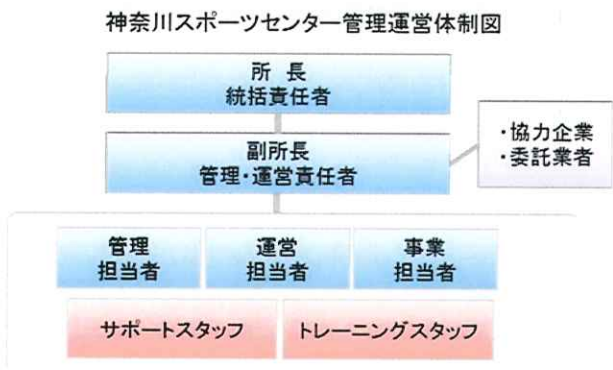 神奈川スポーツセンター管理運営体制図
所 長
統括責任者
副所長
管理・運営責任者
・協力企業
・委託業者
管理
担当者
運営
担当者
事業
担当者
サポートスタッフ
トレーニングスタッフ